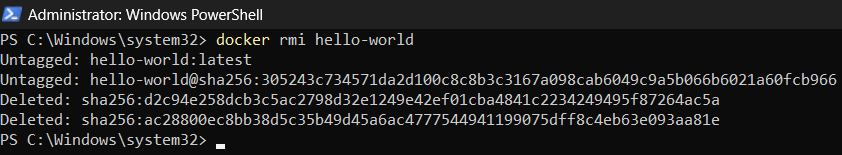 Administrator: Windows PowerShell
PS C:\Windows\system32> docker rmi hello-world
Untagged: hello-world:latest
Untagged: hello-world@sha256:305243c734571da2d100c8c8b3c3167a098cab6049c9a5b066b6021a60fcb966
Deleted: sha256:d2c94e258dcb3c5ac2798d32e1249e42ef01cba4841c2234249495f87264ac5a
Deleted: sha256:ac28800ec8bb38d5c35b49d45a6ac4777544941199075dff8c4eb63e093aa81e
PS C:\Windows\system32>